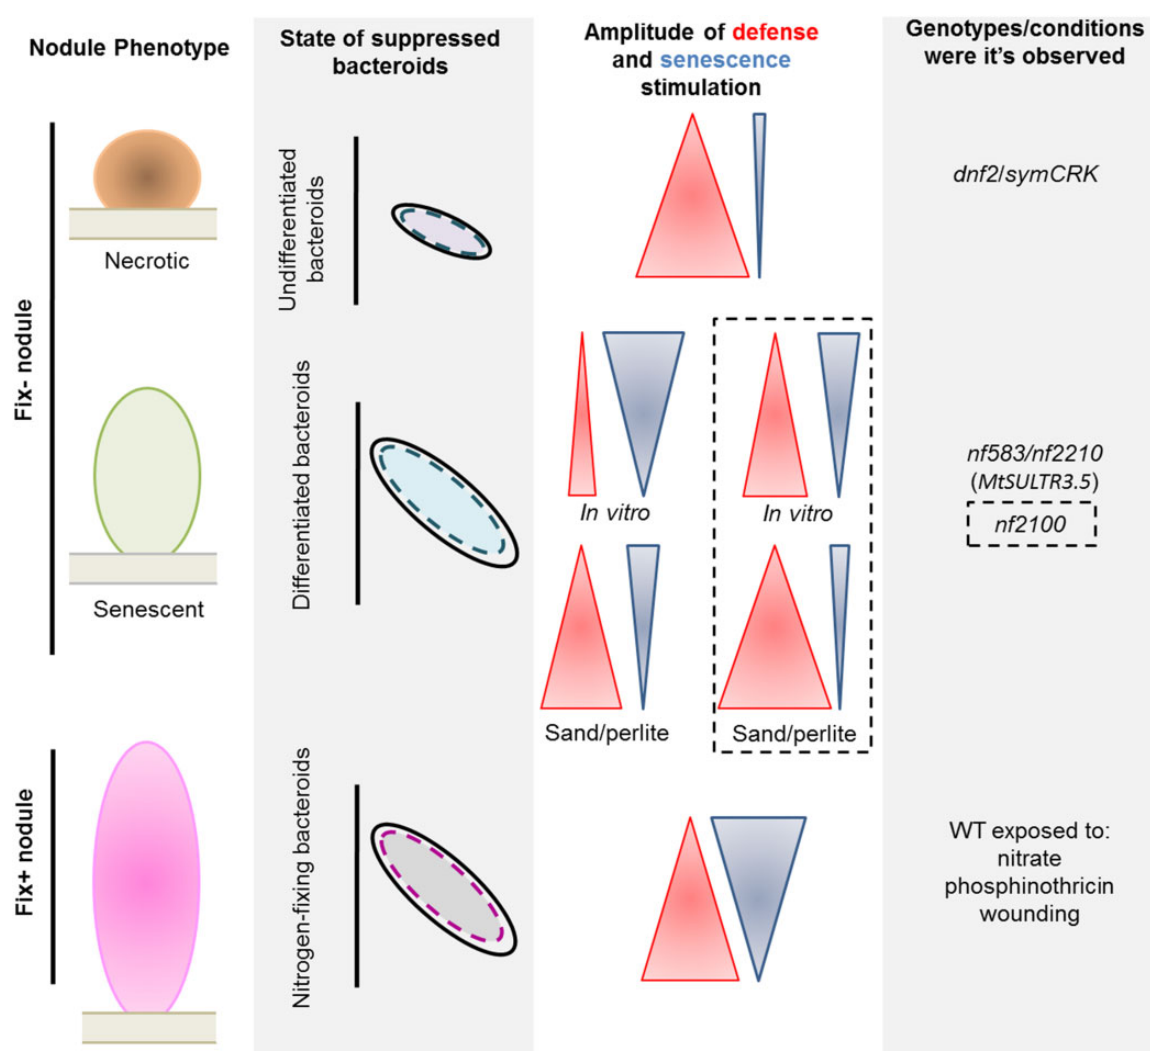 Nodule Phenotype
State of suppressed
bacteroids
Amplitude of defense
and senescence
stimulation
Genotypes/conditions
were it's observed
Fix- nodule
Necrotic
Undifferentiated
bacteroids
dnf2/symCRK
Senescent
Differentiated bacteroids
In vitro
In vitro
Sand/perlite
Sand/perlite
nf583/nf2210
(MtSULTR3.5)
nf2100
Fix+ nodule
Nitrogen-fixing bacteroids
WT exposed to:
nitrate
phosphinothricin
wounding